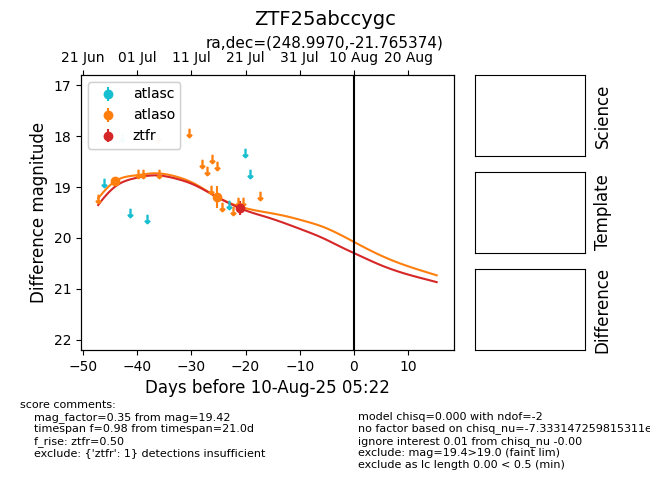 ZTF25abccygc
ra,dec=(248.9970,-21.765374)
21 Jun 01 Jul 11 Jul 21 Jul 31 Jul 10 Aug 20 Aug
17
18
19
20
21
22
Difference magnitude
atlasc
atlaso
ztfr
−50 −40 −30 −20 −10 0 10
Days before 10-Aug-25 05:22
Science
Template
Difference
score comments:
mag_factor=0.35 from mag=19.42
timespan f=0.98 from timespan=21.0d
f_rise: ztfr=0.50
exclude: {'ztfr': 1} detections insufficient
model chisq=0.000 with ndof=-2
no factor based on chisq_nu=-7.333147259815311e
ignore interest 0.01 from chisq_nu -0.00
exclude: mag=19.4>19.0 (faint lim)
exclude as lc length 0.00 < 0.5 (min)